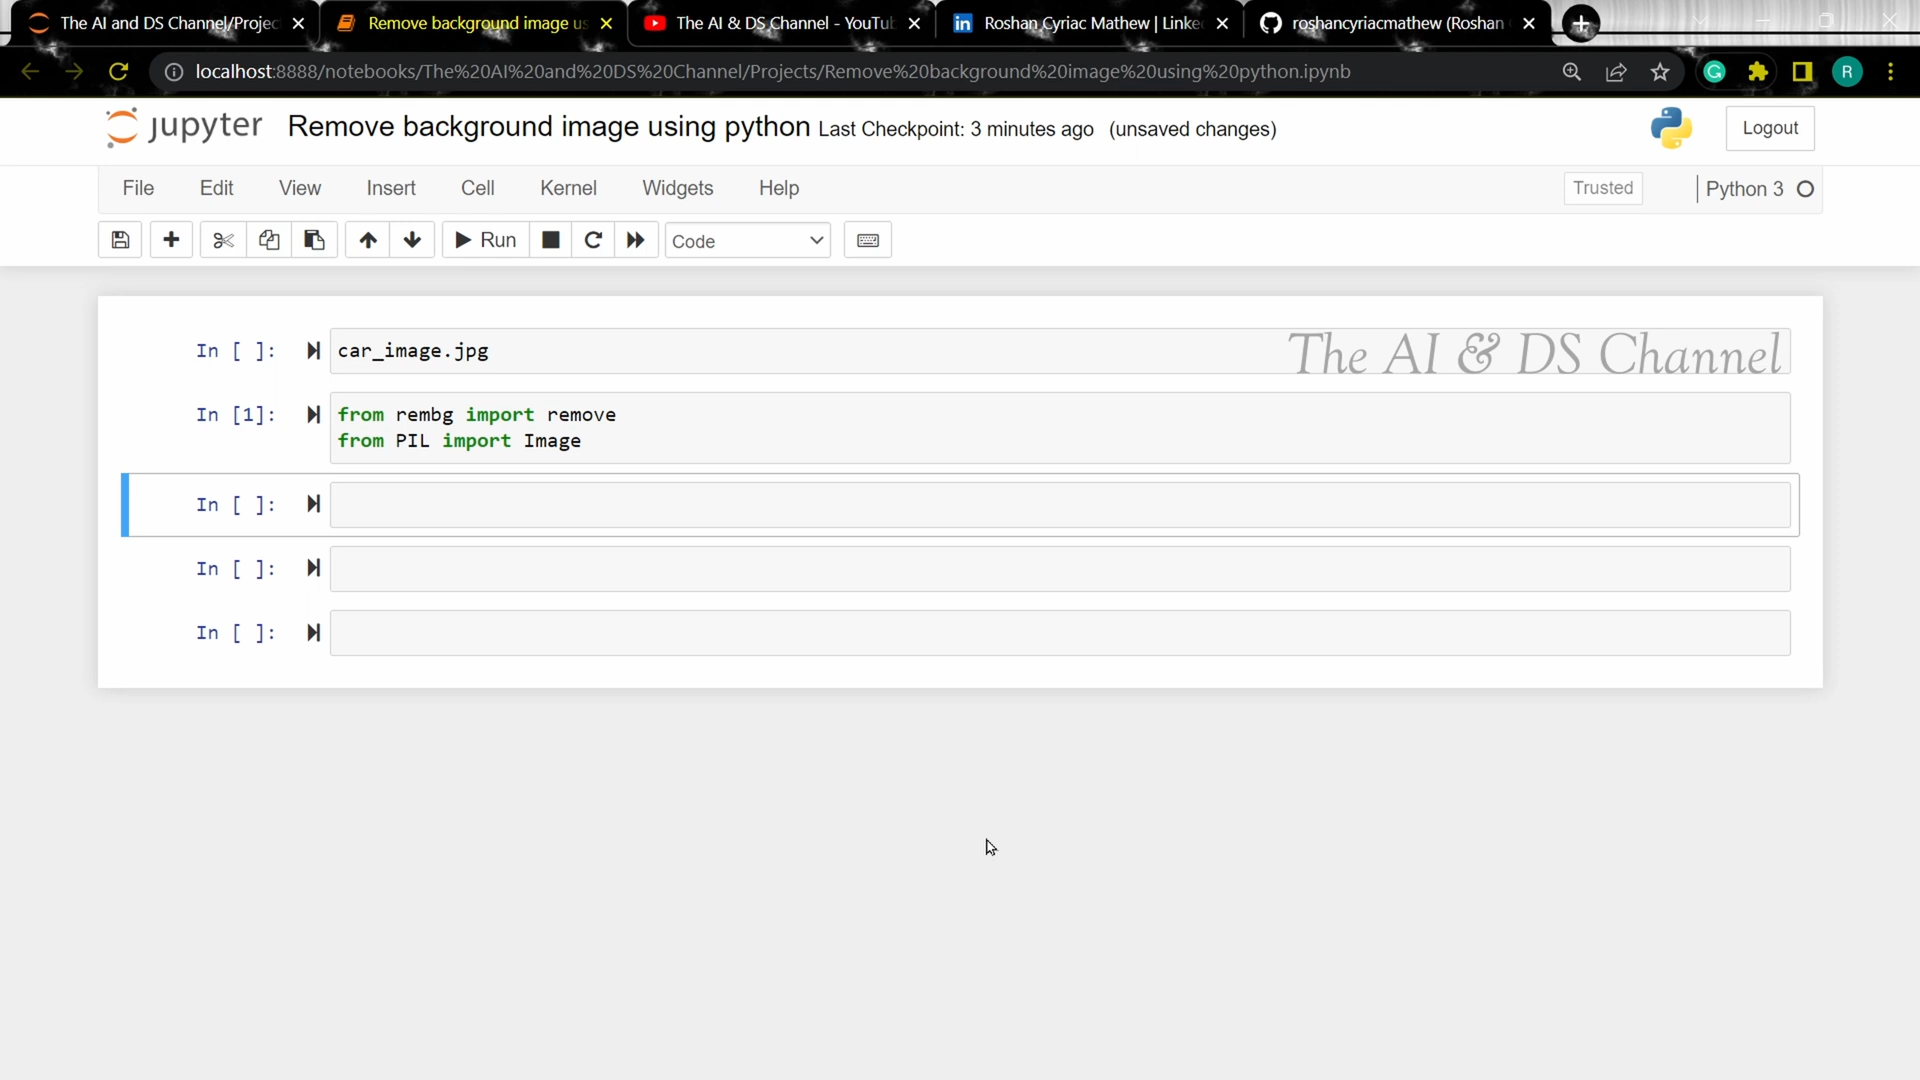 The AI and DS Channel/Projec
Remove background image us
The AI & DS Channel - YouTub
Roshan Cyriac Mathew | Linke
roshancyriacmathew (Roshan
localhost:8888/notebooks/The%20AI%20and%20DS%20Channel/Projects/Remove%20background%20image%20using%20python.ipynb
G
R
jupyter Remove background image using python Last Checkpoint: 3 minutes ago (unsaved changes)
Logout
File Edit View Insert Cell Kernel Widgets Help
Trusted
Python 3
Run
Code
In [ ]: car_image.jpg
The AI & DS Channel
In [1]: from rembg import remove
from PIL import Image
In [ ]:
In [ ]:
In [ ]: